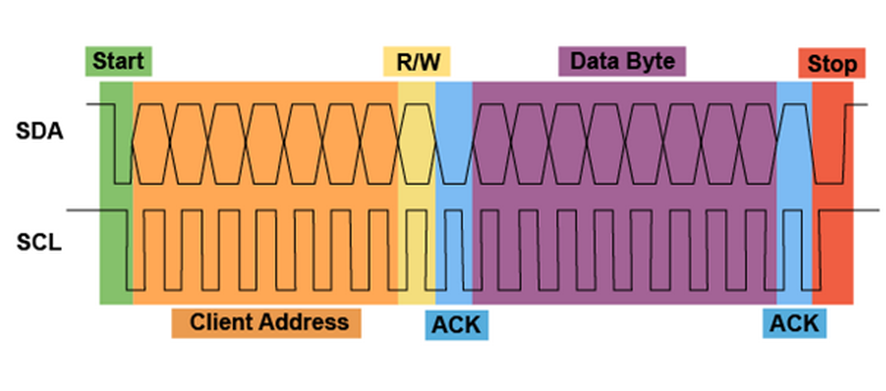 Start
R/W
Data Byte
Stop
SDA
SCL
Client Address
ACK
ACK